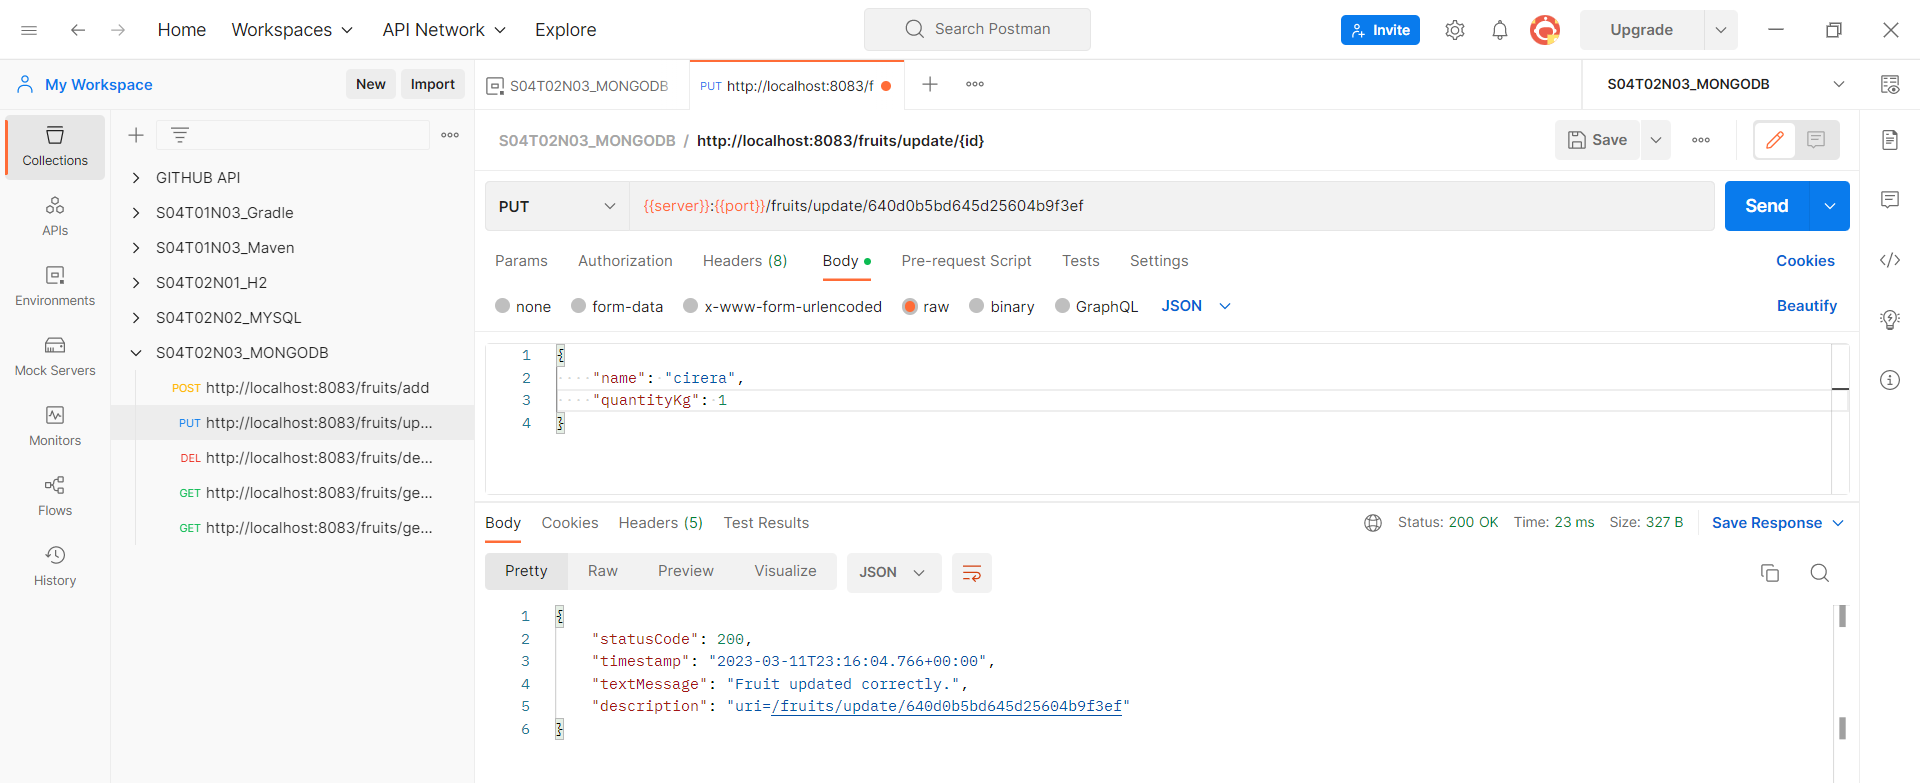 Home Workspaces API Network Explore Search Postman Invite Upgrade
My Workspace New Import
S04T02N03_MONGODB PUT http://localhost:8083/f S04T02N03_MONGODB
Collections
APIs
Environments
Mock Servers
Monitors
Flows
History
GITHUB API
S04T01N03_Gradle
S04T01N03_Maven
S04T02N01_H2
S04T02N02_MYSQL
S04T02N03_MONGODB
POST http://localhost:8083/fruits/add
PUT http://localhost:8083/fruits/up...
DEL http://localhost:8083/fruits/de...
GET http://localhost:8083/fruits/ge...
GET http://localhost:8083/fruits/ge...
S04T02N03_MONGODB / http://localhost:8083/fruits/update/{id} Save
PUT {{server}}:{{port}}/fruits/update/640d0b5bd645d25604b9f3ef Send
Params Authorization Headers (8) Body Pre-request Script Tests Settings Cookies
none form-data x-www-form-urlencoded raw binary GraphQL JSON Beautify
1 {
2 "name": "cirera",
3 "quantityKg": 1
4 }
Body Cookies Headers (5) Test Results Status: 200 OK Time: 23 ms Size: 327 B Save Response
Pretty Raw Preview Visualize JSON
1 {
2 "statusCode": 200,
3 "timestamp": "2023-03-11T23:16:04.766+00:00",
4 "textMessage": "Fruit updated correctly.",
5 "description": "uri=/fruits/update/640d0b5bd645d25604b9f3ef"
6 }